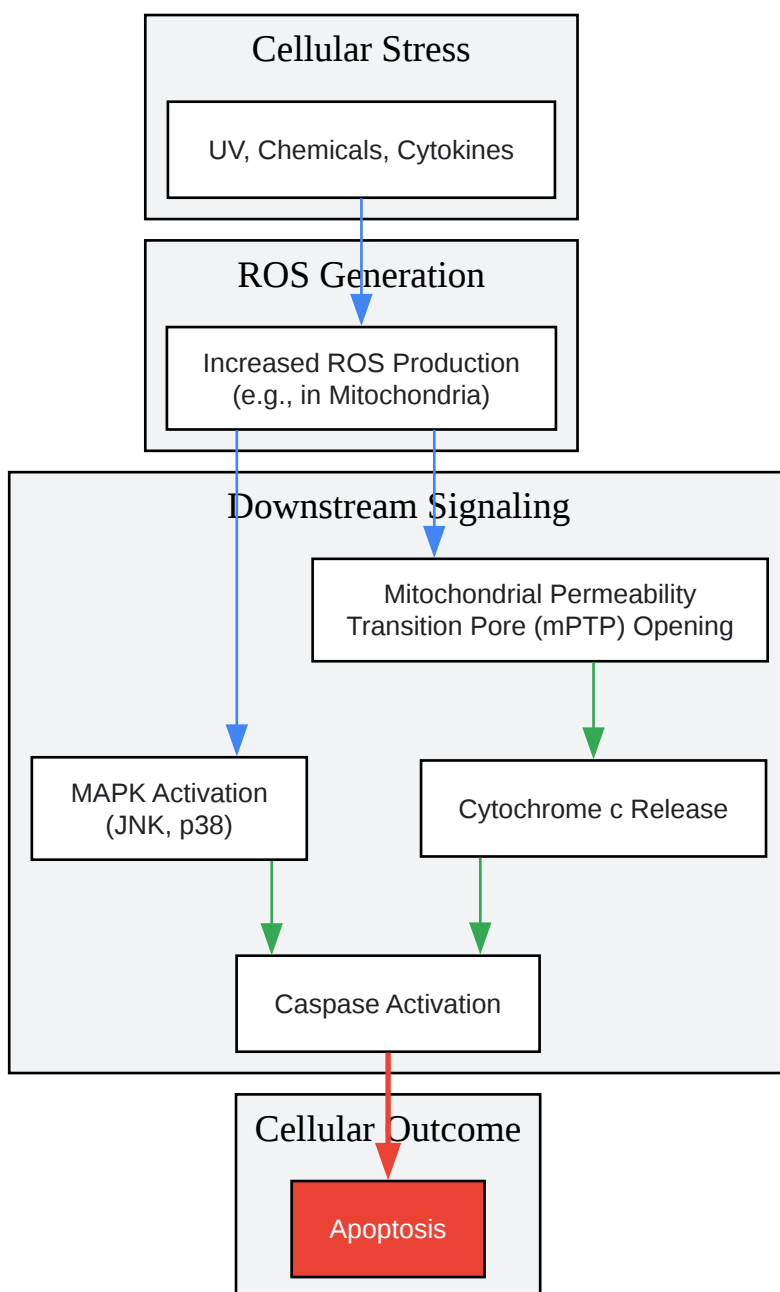 Cellular Stress
UV, Chemicals, Cytokines
ROS Generation
Increased ROS Production
(e.g., in Mitochondria)
Downstream Signaling
Mitochondrial Permeability
Transition Pore (mPTP) Opening
MAPK Activation
(JNK, p38)
Cytochrome c Release
Caspase Activation
Cellular Outcome
Apoptosis